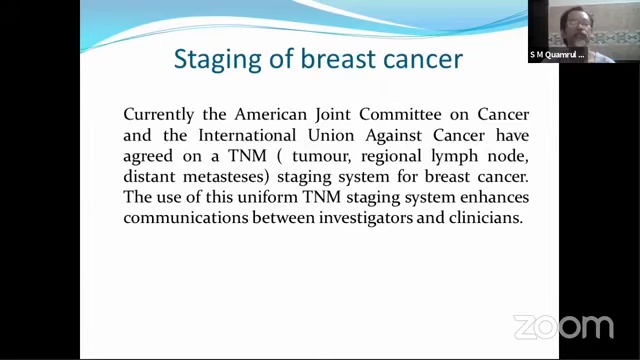 Staging of breast cancer
S M Quamrul ...
Currently the American Joint Committee on Cancer
and the International Union Against Cancer have
agreed on a TNM ( tumour, regional lymph node,
distant metasteses) staging system for breast cancer.
The use of this uniform TNM staging system enhances
communications between investigators and clinicians.
zoom